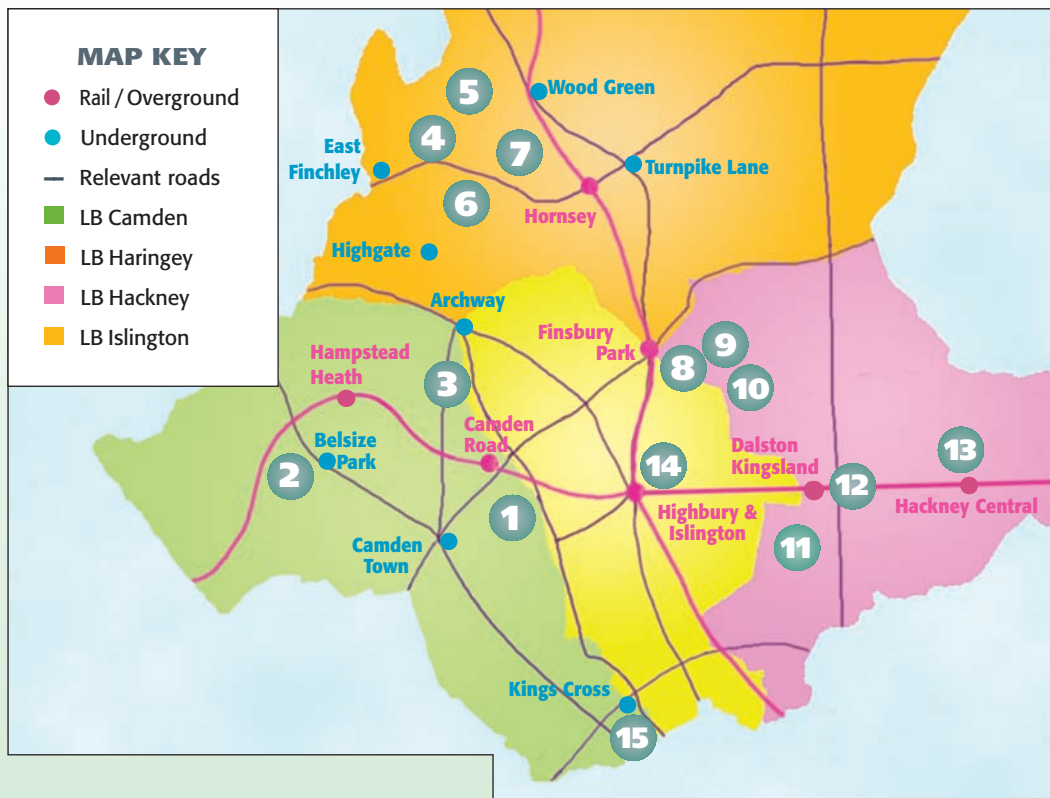 MAP KEY
Rail / Overground
Underground
Relevant roads
LB Camden
LB Haringey
LB Hackney
LB Islington
5
Wood Green
4
7
East
Finchley
Turnpike Lane
6
Hornsey
Highgate
Archway
Finsbury
Park
9
8
10
Hampstead
Heath
3
Camden
Road
Belsize
Park
2
14
Dalston
Kingsland
13
12
Hackney Central
1
Highbury &
Islington
11
Camden
Town
Kings Cross
15